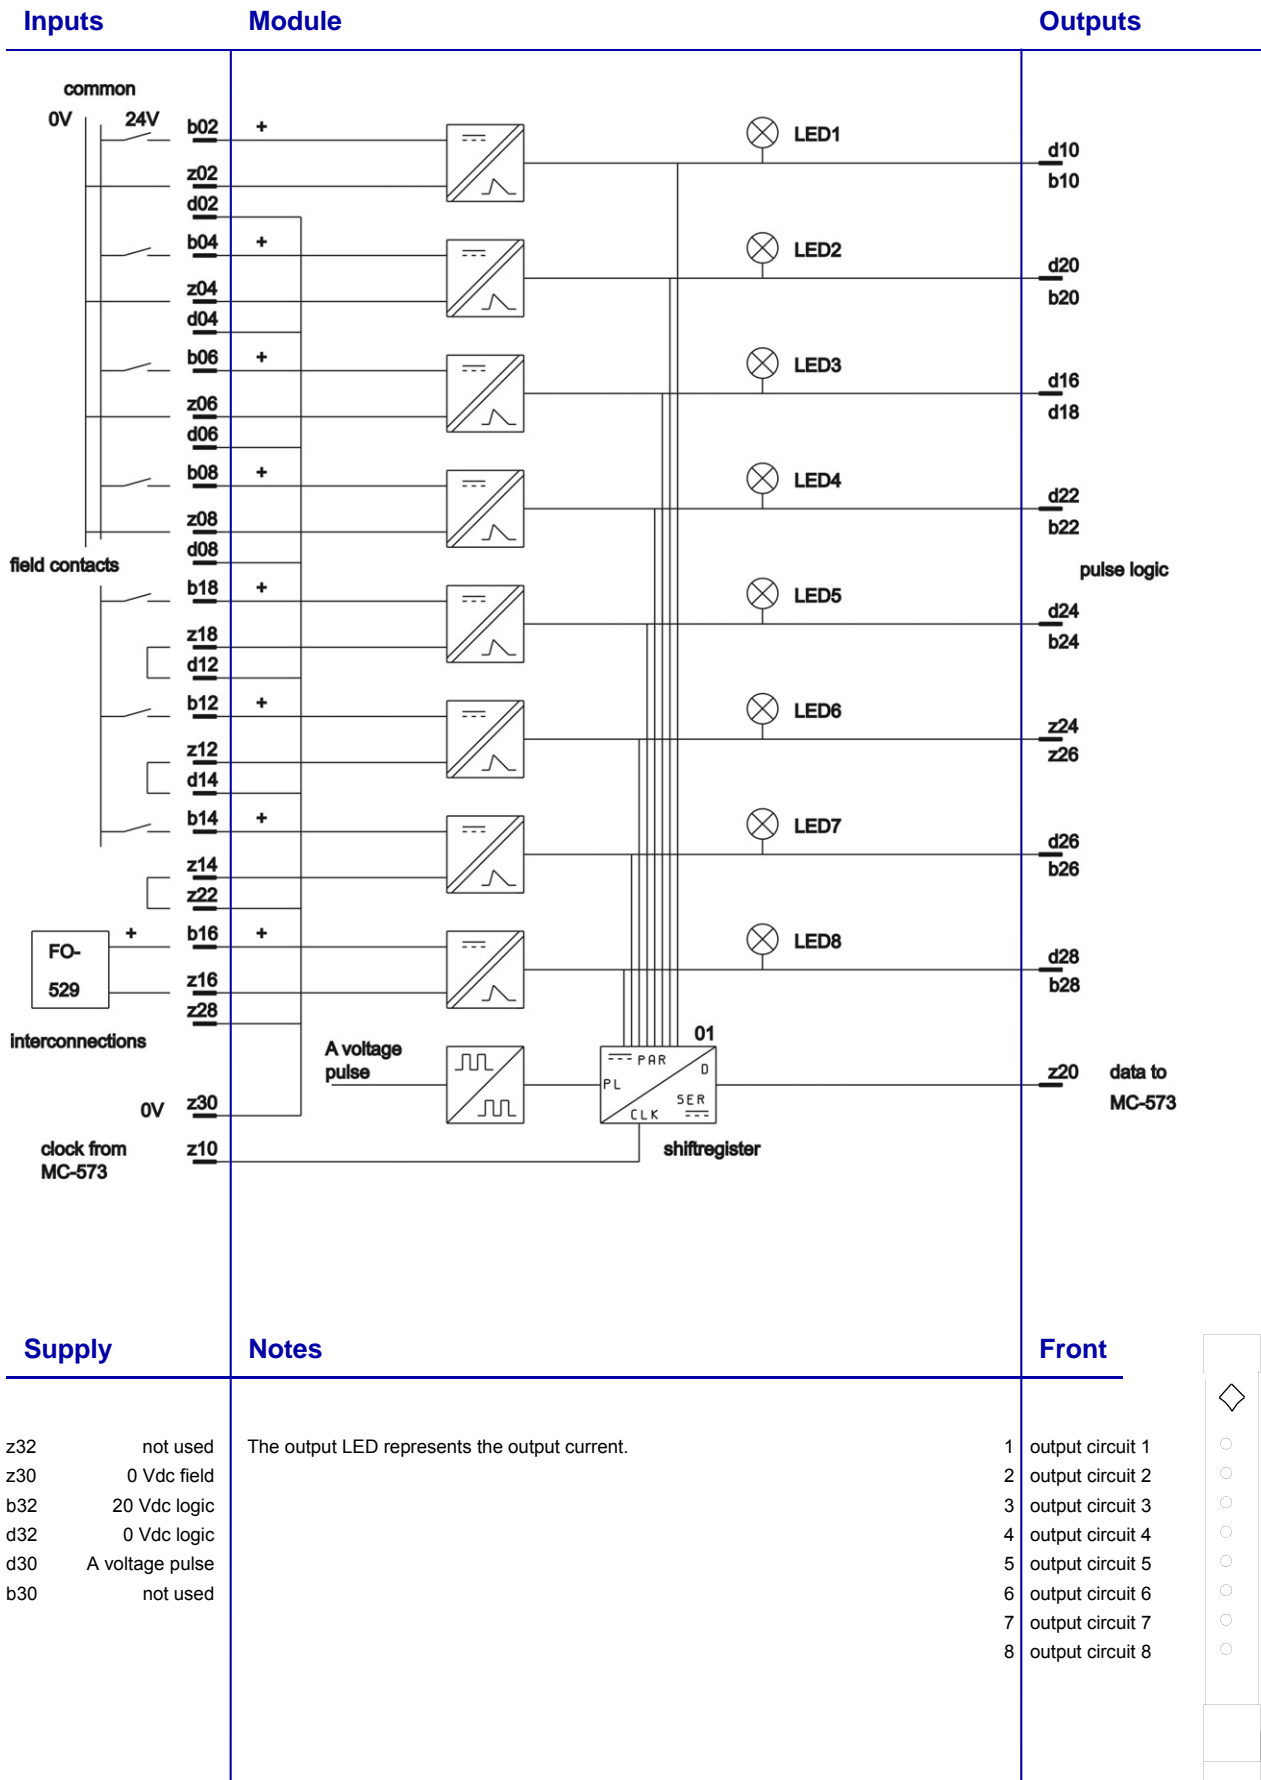 Inputs Module Outputs
common
0V 24V
b02 + LED1
d10
z02 b10
d02
b04 + LED2
d20
z04 b20
d04
b06 + LED3
d16
z06 d18
d06
b08 + LED4
d22
z08 b22
d08
field contacts pulse logic
b18 + LED5
d24
z18 b24
d12
b12 + LED6
z24
z12 z26
d14
b14 + LED7
d26
z14 b26
z22
+ b16 + LED8
FO-
d28
529 z16 b28
z28
interconnections 01
A voltage
pulse
PAR
D
PL
SER
CLK
z20 data to
MC-573
0V z30
clock from z10 shiftregister
MC-573
Supply Notes Front
z32 not used The output LED represents the output current. 1 output circuit 1
z30 0 Vdc field 2 output circuit 2
b32 20 Vdc logic 3 output circuit 3
d32 0 Vdc logic 4 output circuit 4
d30 A voltage pulse 5 output circuit 5
b30 not used 6 output circuit 6
7 output circuit 7
8 output circuit 8